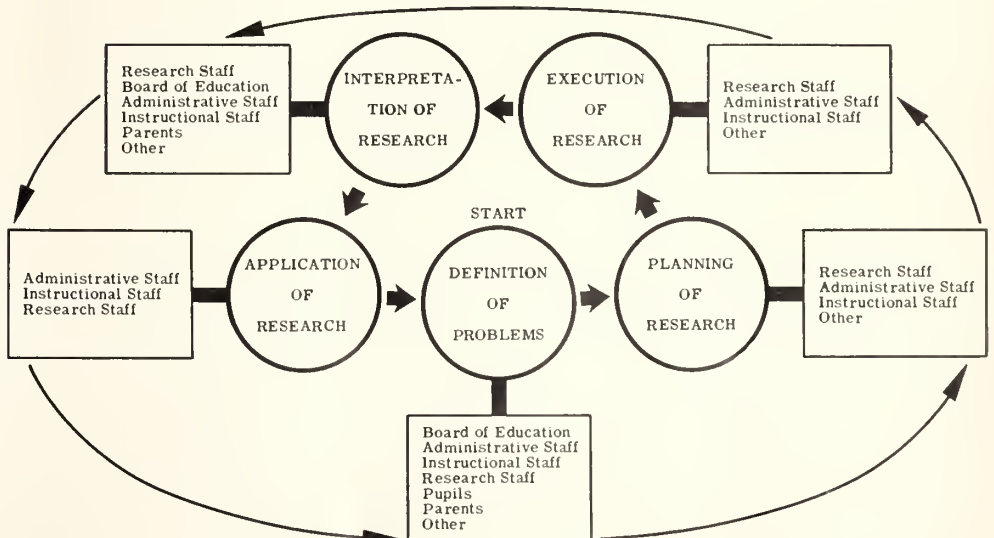 Research Staff
Board of Education
Administrative Staff
Instructional Staff
Parents
Other
INTERPRETA-
TION OF
RESEARCH
EXECUTION
OF
RESEARCH
Research Staff
Administrative Staff
Instructional Staff
Other
Administrative Staff
Instructional Staff
Research Staff
APPLICATION
OF
RESEARCH
START
DEFINITION
OF
PROBLEMS
PLANNING
OF
RESEARCH
Research Staff
Administrative Staff
Instructional Staff
Other
Board of Education
Administrative Staff
Instructional Staff
Research Staff
Pupils
Parents
Other